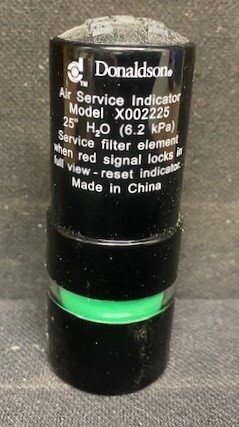 Donaldson®
™
Air Service Indicator
Model X002225
25" H₂O (6.2 kPa)
Service filter element
when red signal locks in
full view - reset indicator.
Made in China